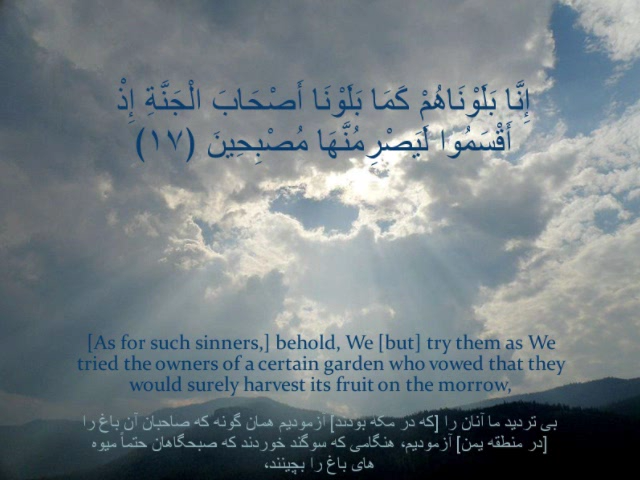 إِنَّا بَلَوْنَاهُمْ كَمَا بَلَوْنَا أَصْحَابَ الْجَنَّةِ إِذْ
أَقْسَمُوا لَيَصْرِمُنَّهَا مُصْبِحِينَ ﴿١٧﴾
[As for such sinners,] behold, We [but] try them as We
tried the owners of a certain garden who vowed that they
would surely harvest its fruit on the morrow,
بی تردید ما آنان را [که در مکه بودند] آزمودیم همان گونه که صاحبان آن باغ را
[در منطقه یمن] آزمودیم، هنگامی که سوگند خوردند که صبحگاهان حتماً میوه
های باغ را بچینند،